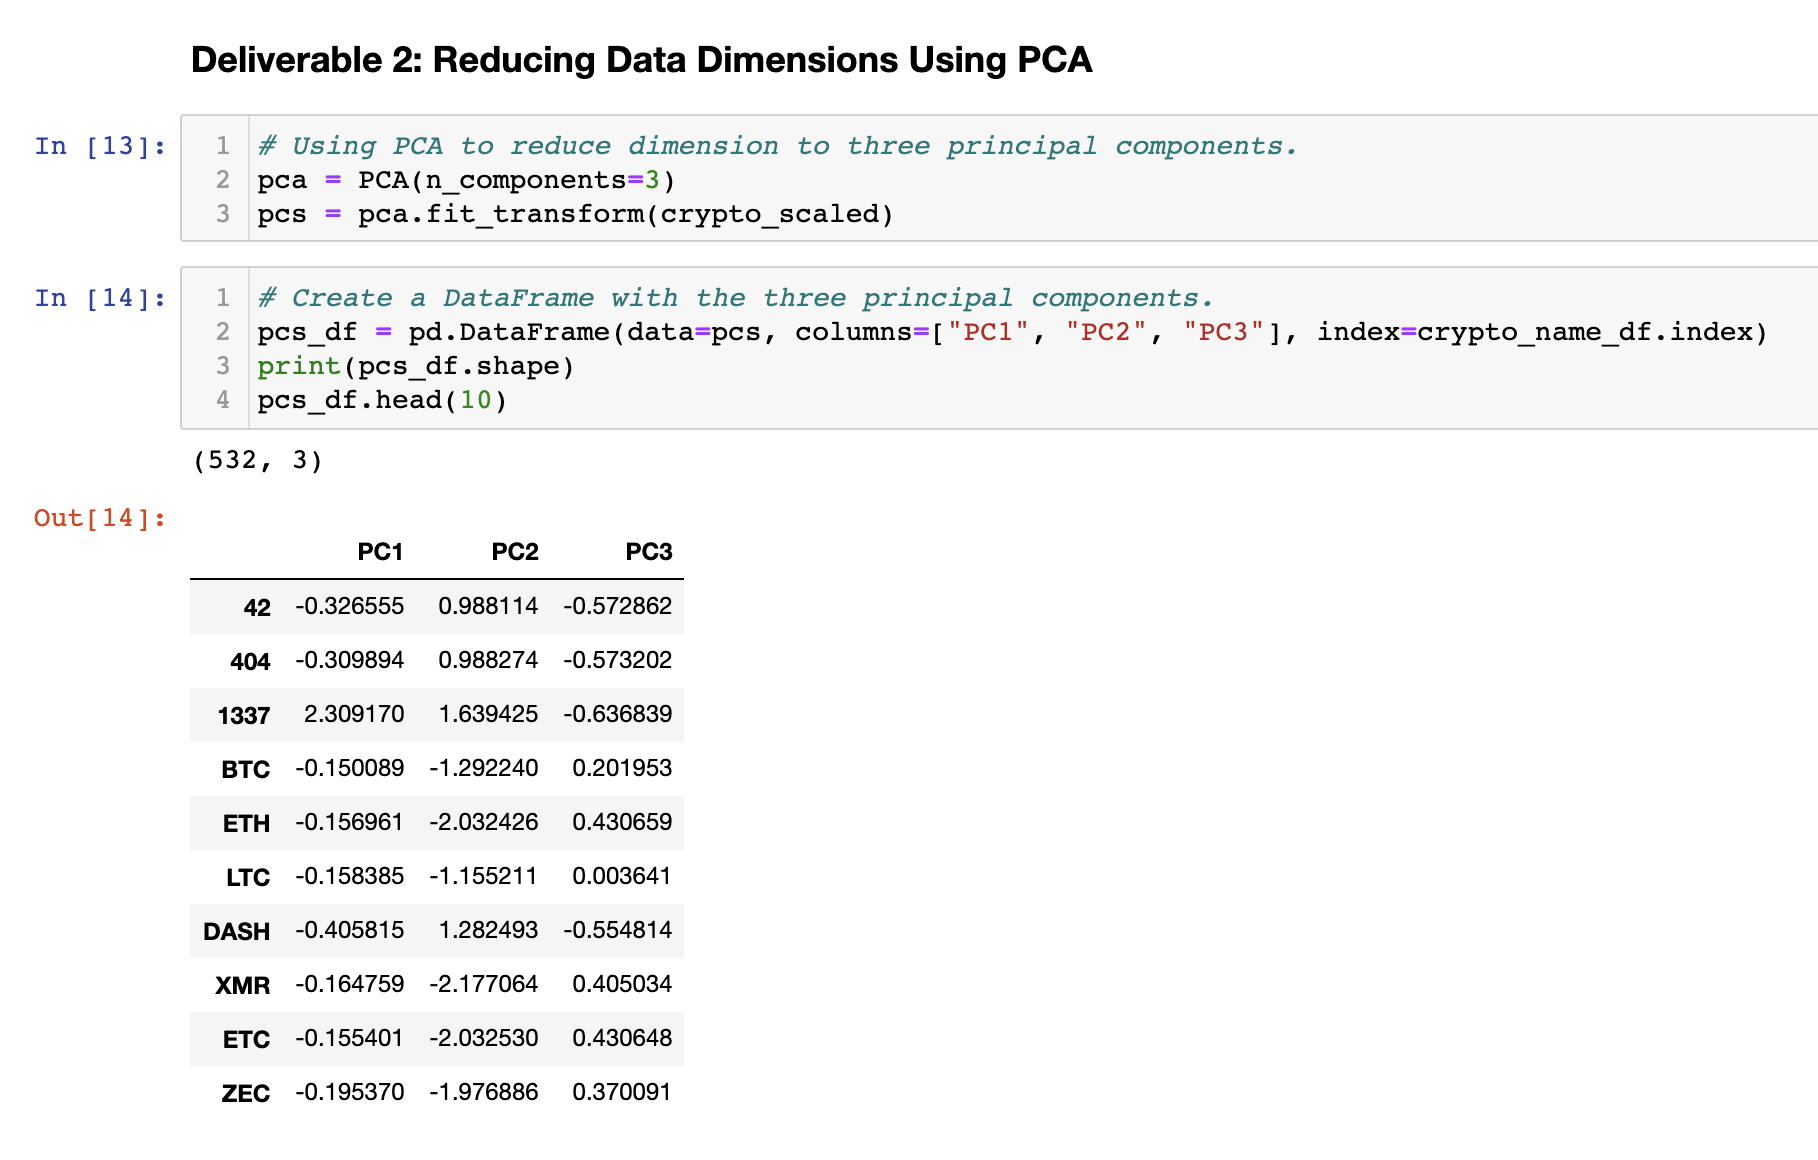 Deliverable 2: Reducing Data Dimensions Using PCA
In [13]:
1 # Using PCA to reduce dimension to three principal components.
2 pca = PCA(n_components=3)
3 pcs = pca.fit_transform(crypto_scaled)
In [14]:
1 # Create a DataFrame with the three principal components.
2 pcs_df = pd.DataFrame(data=pcs, columns=["PC1", "PC2", "PC3"], index=crypto_name_df.index)
3 print(pcs_df.shape)
4 pcs_df.head(10)
(532, 3)
Out[14]:
PC1 PC2 PC3
42 -0.326555 0.988114 -0.572862
404 -0.309894 0.988274 -0.573202
1337 2.309170 1.639425 -0.636839
BTC -0.150089 -1.292240 0.201953
ETH -0.156961 -2.032426 0.430659
LTC -0.158385 -1.155211 0.003641
DASH -0.405815 1.282493 -0.554814
XMR -0.164759 -2.177064 0.405034
ETC -0.155401 -2.032530 0.430648
ZEC -0.195370 -1.976886 0.370091